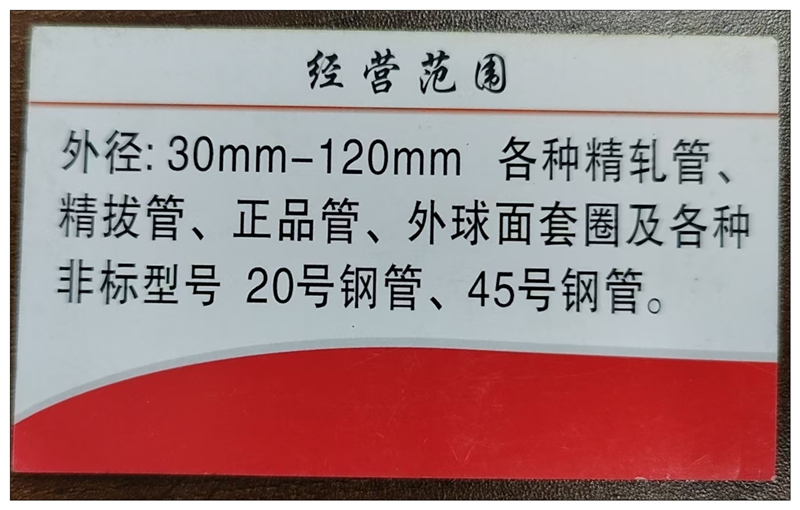 经营范围
外径: 30mm-120mm 各种精轧管、
精拔管、正品管、外球面套圈及各种
非标型号 20号钢管、45号钢管。